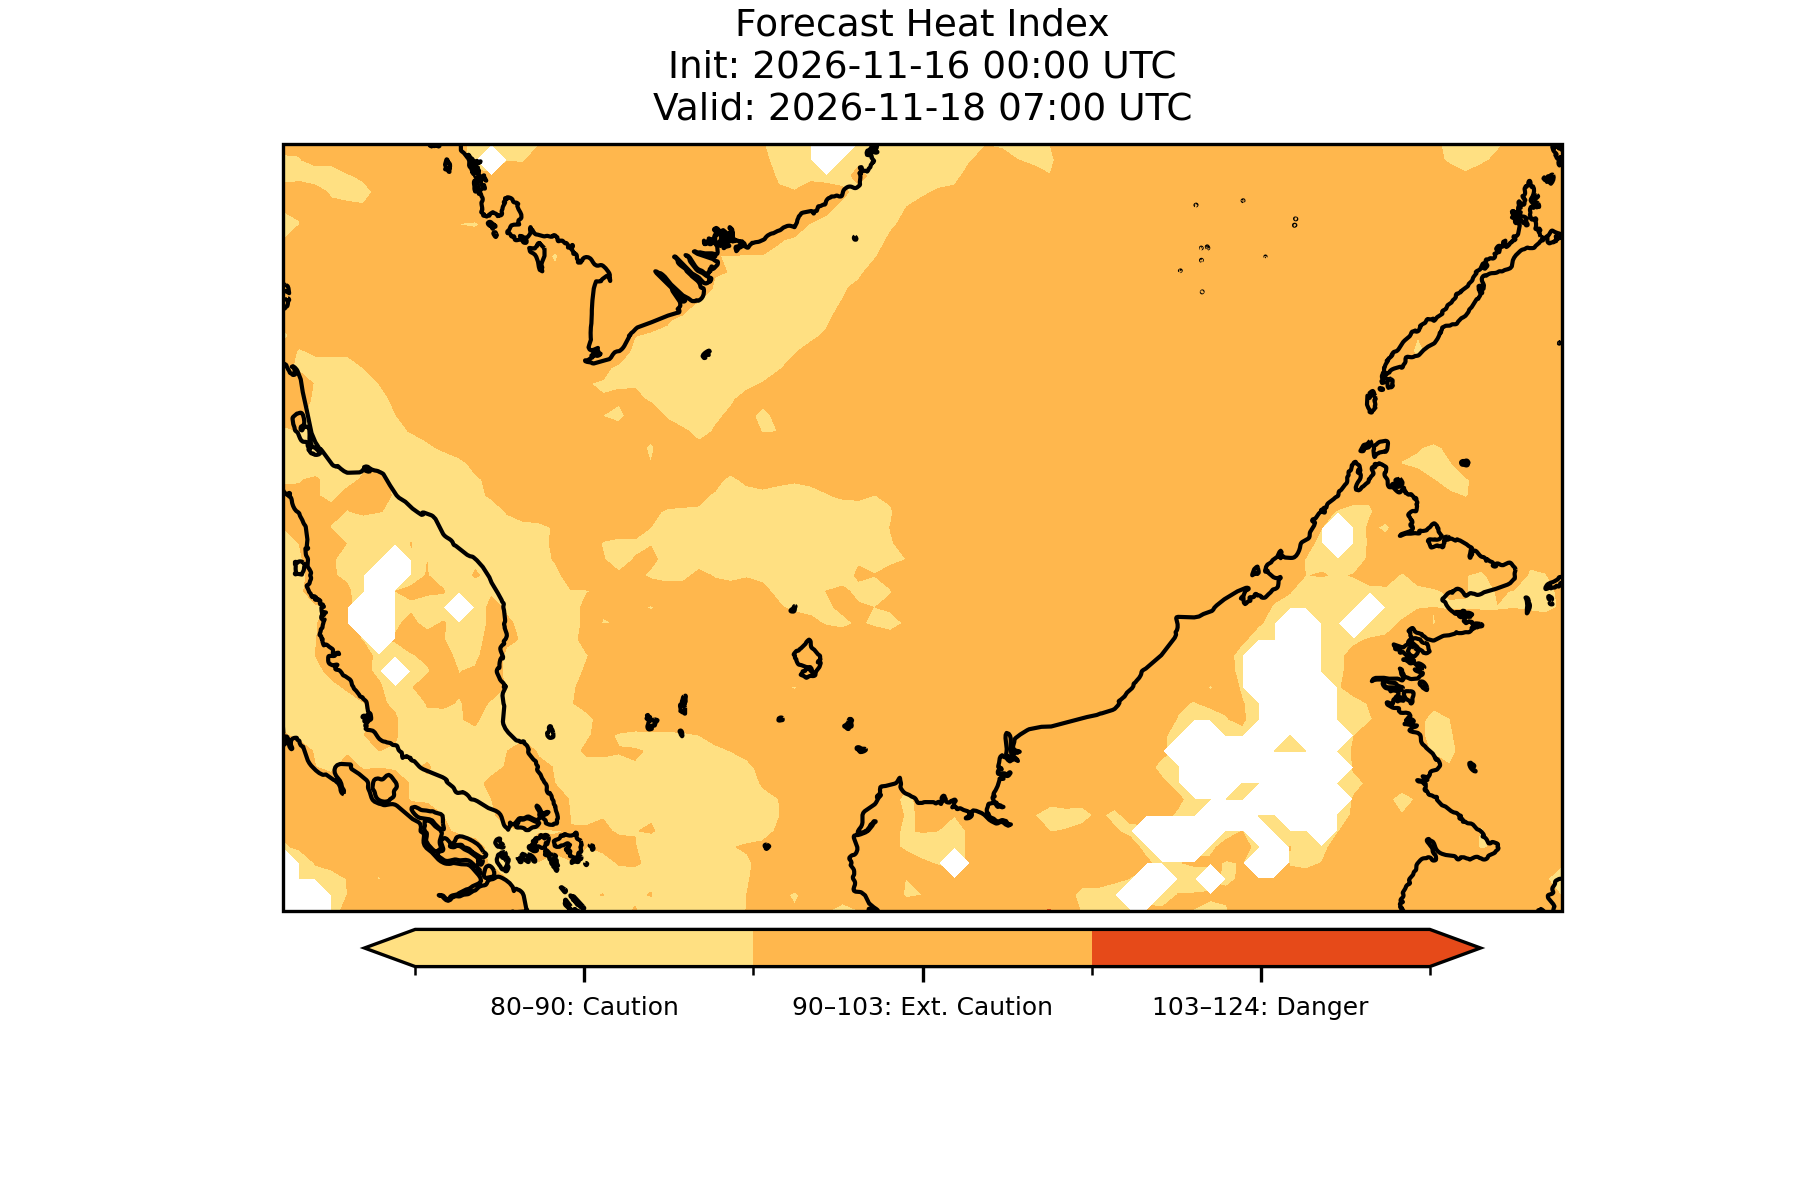 Forecast Heat Index
Init: 2026-11-16 00:00 UTC
Valid: 2026-11-18 07:00 UTC
80–90: Caution
90–103: Ext. Caution
103–124: Danger